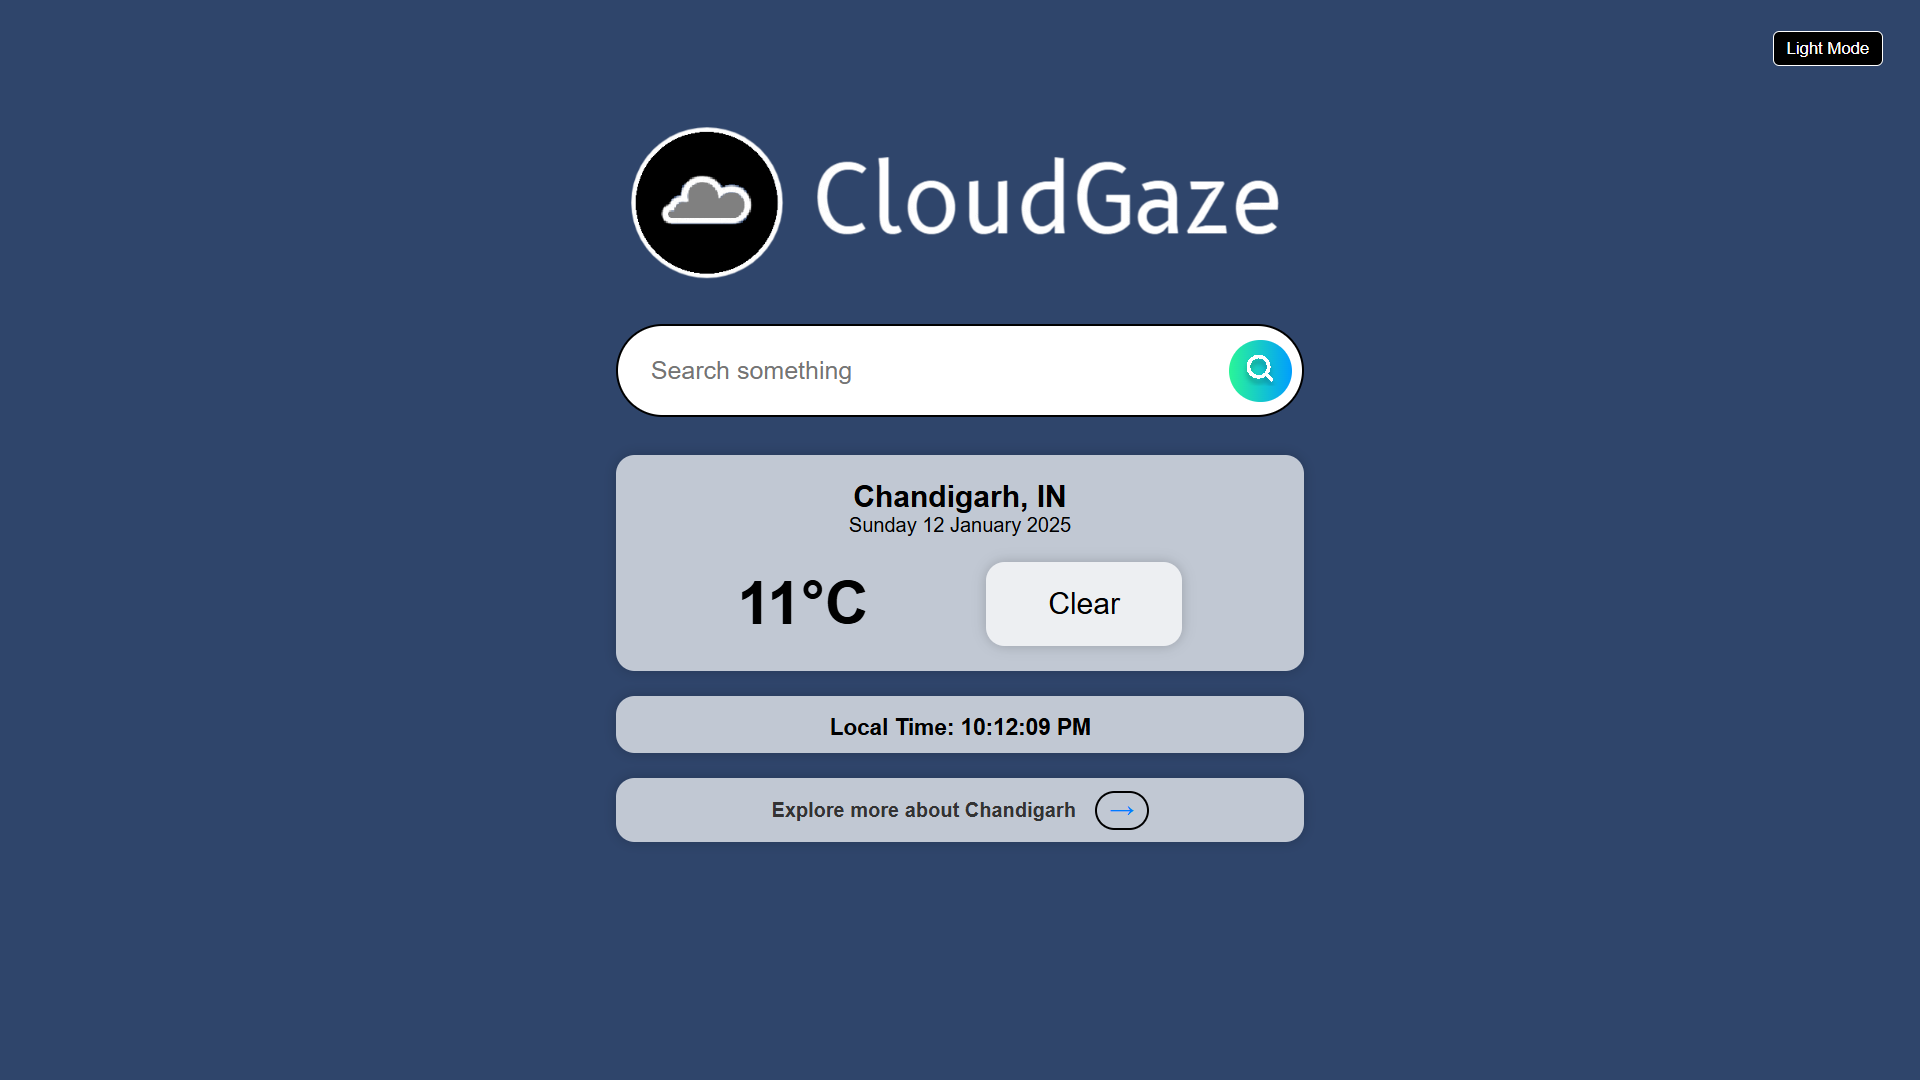 Light Mode
CloudGaze
Search something
Chandigarh, IN
Sunday 12 January 2025
11°C
Clear
Local Time: 10:12:09 PM
Explore more about Chandigarh →